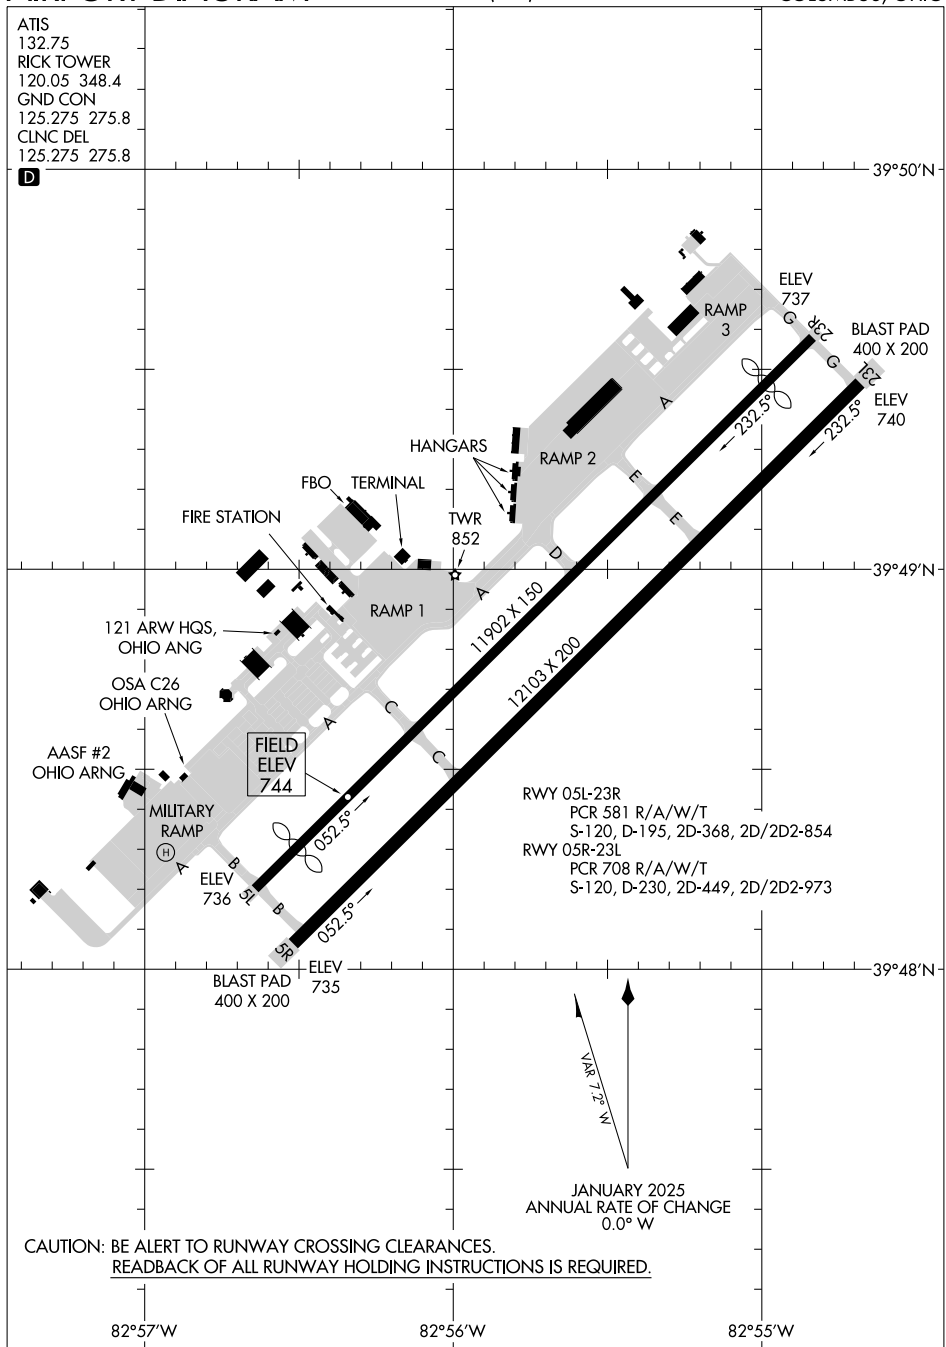 ATIS
132.75
RICK TOWER
120.05 348.4
GND CON
125.275 275.8
CLNC DEL
125.275 275.8
D
39°50'N
ELEV
737
RAMP
3
G
23R
G
BLAST PAD
400 X 200
23L
ELEV
740
A
232.5°
232.5°
HANGARS
RAMP 2
FBO
TERMINAL
E
E
FIRE STATION
TWR
852
D
39°49'N
A
RAMP 1
11902 X 150
121 ARW HQS,
OHIO ANG
12103 X 200
OSA C26
OHIO ARNG
A
C
C
FIELD
ELEV
744
AASF #2
OHIO ARNG
MILITARY
RAMP
H
A
052.5°
RWY 05L-23R
PCR 581 R/A/W/T
S-120, D-195, 2D-368, 2D/2D2-854
RWY 05R-23L
PCR 708 R/A/W/T
S-120, D-230, 2D-449, 2D/2D2-973
B
ELEV
736
5L
B
052.5°
5R
ELEV
735
BLAST PAD
400 X 200
39°48'N
VAR 7.2° W
JANUARY 2025
ANNUAL RATE OF CHANGE
0.0° W
CAUTION: BE ALERT TO RUNWAY CROSSING CLEARANCES.
READBACK OF ALL RUNWAY HOLDING INSTRUCTIONS IS REQUIRED.
82°57'W
82°56'W
82°55'W